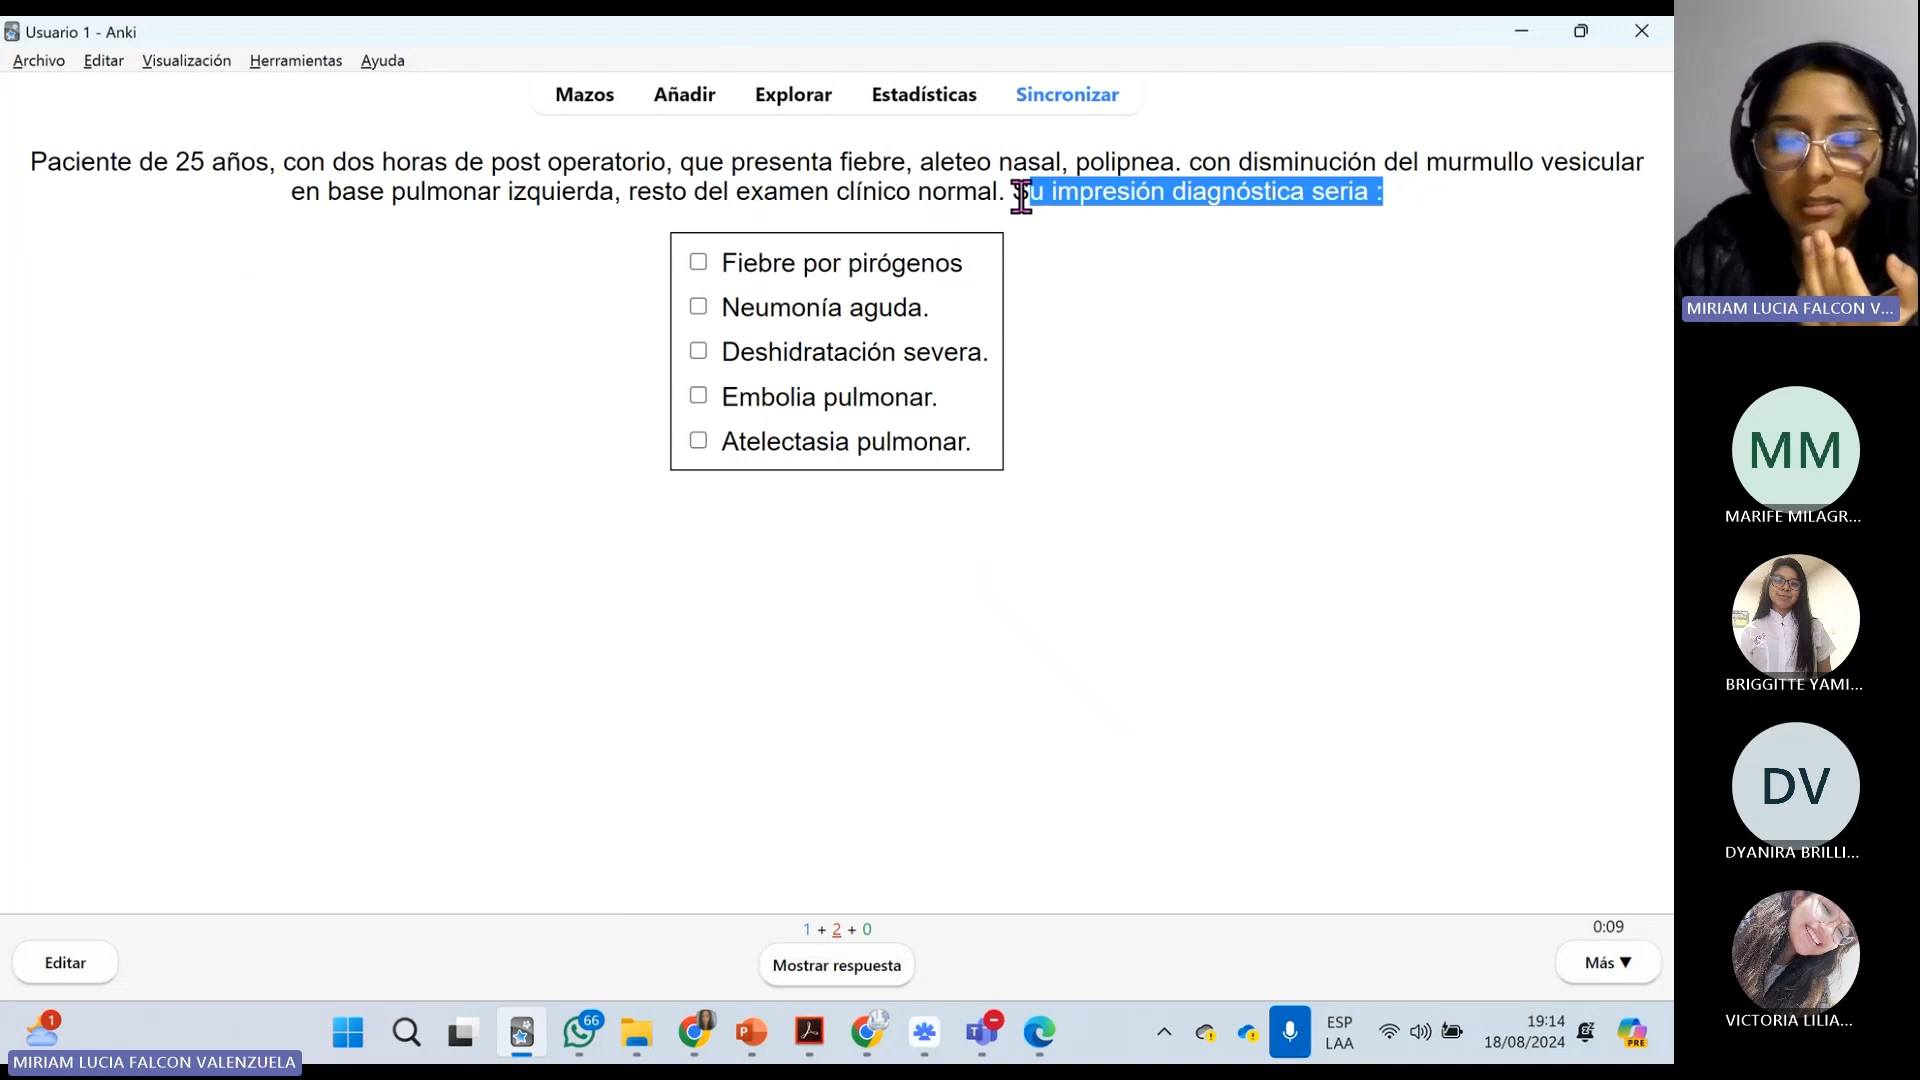 Usuario 1 - Anki
Archivo Editar Visualización Herramientas Ayuda
Mazos Añadir Explorar Estadísticas Sincronizar
Paciente de 25 años, con dos horas de post operatorio, que presenta fiebre, aleteo nasal, polipnea. con disminución del murmullo vesicular
en base pulmonar izquierda, resto del examen clínico normal. Su impresión diagnóstica seria :
Fiebre por pirógenos
Neumonía aguda.
Deshidratación severa.
Embolia pulmonar.
Atelectasia pulmonar.
1 + 2 + 0
0:09
Editar
Mostrar respuesta
Más ▼
1
66
ESP
LAA
19:14
18/08/2024
PRE
MIRIAM LUCIA FALCON VALENZUELA
MIRIAM LUCIA FALCON V...
MM
MARIFE MILAGR...
BRIGGITTE YAMI...
DV
DYANIRA BRILLI...
VICTORIA LILIA...